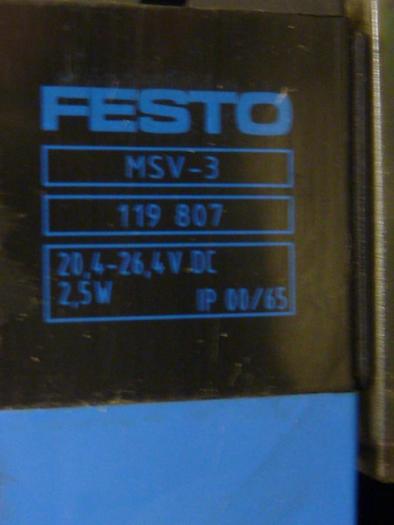 FESTO
MSV-3
119 807
20,4-26,4 V DC
2,5W IP 00/65